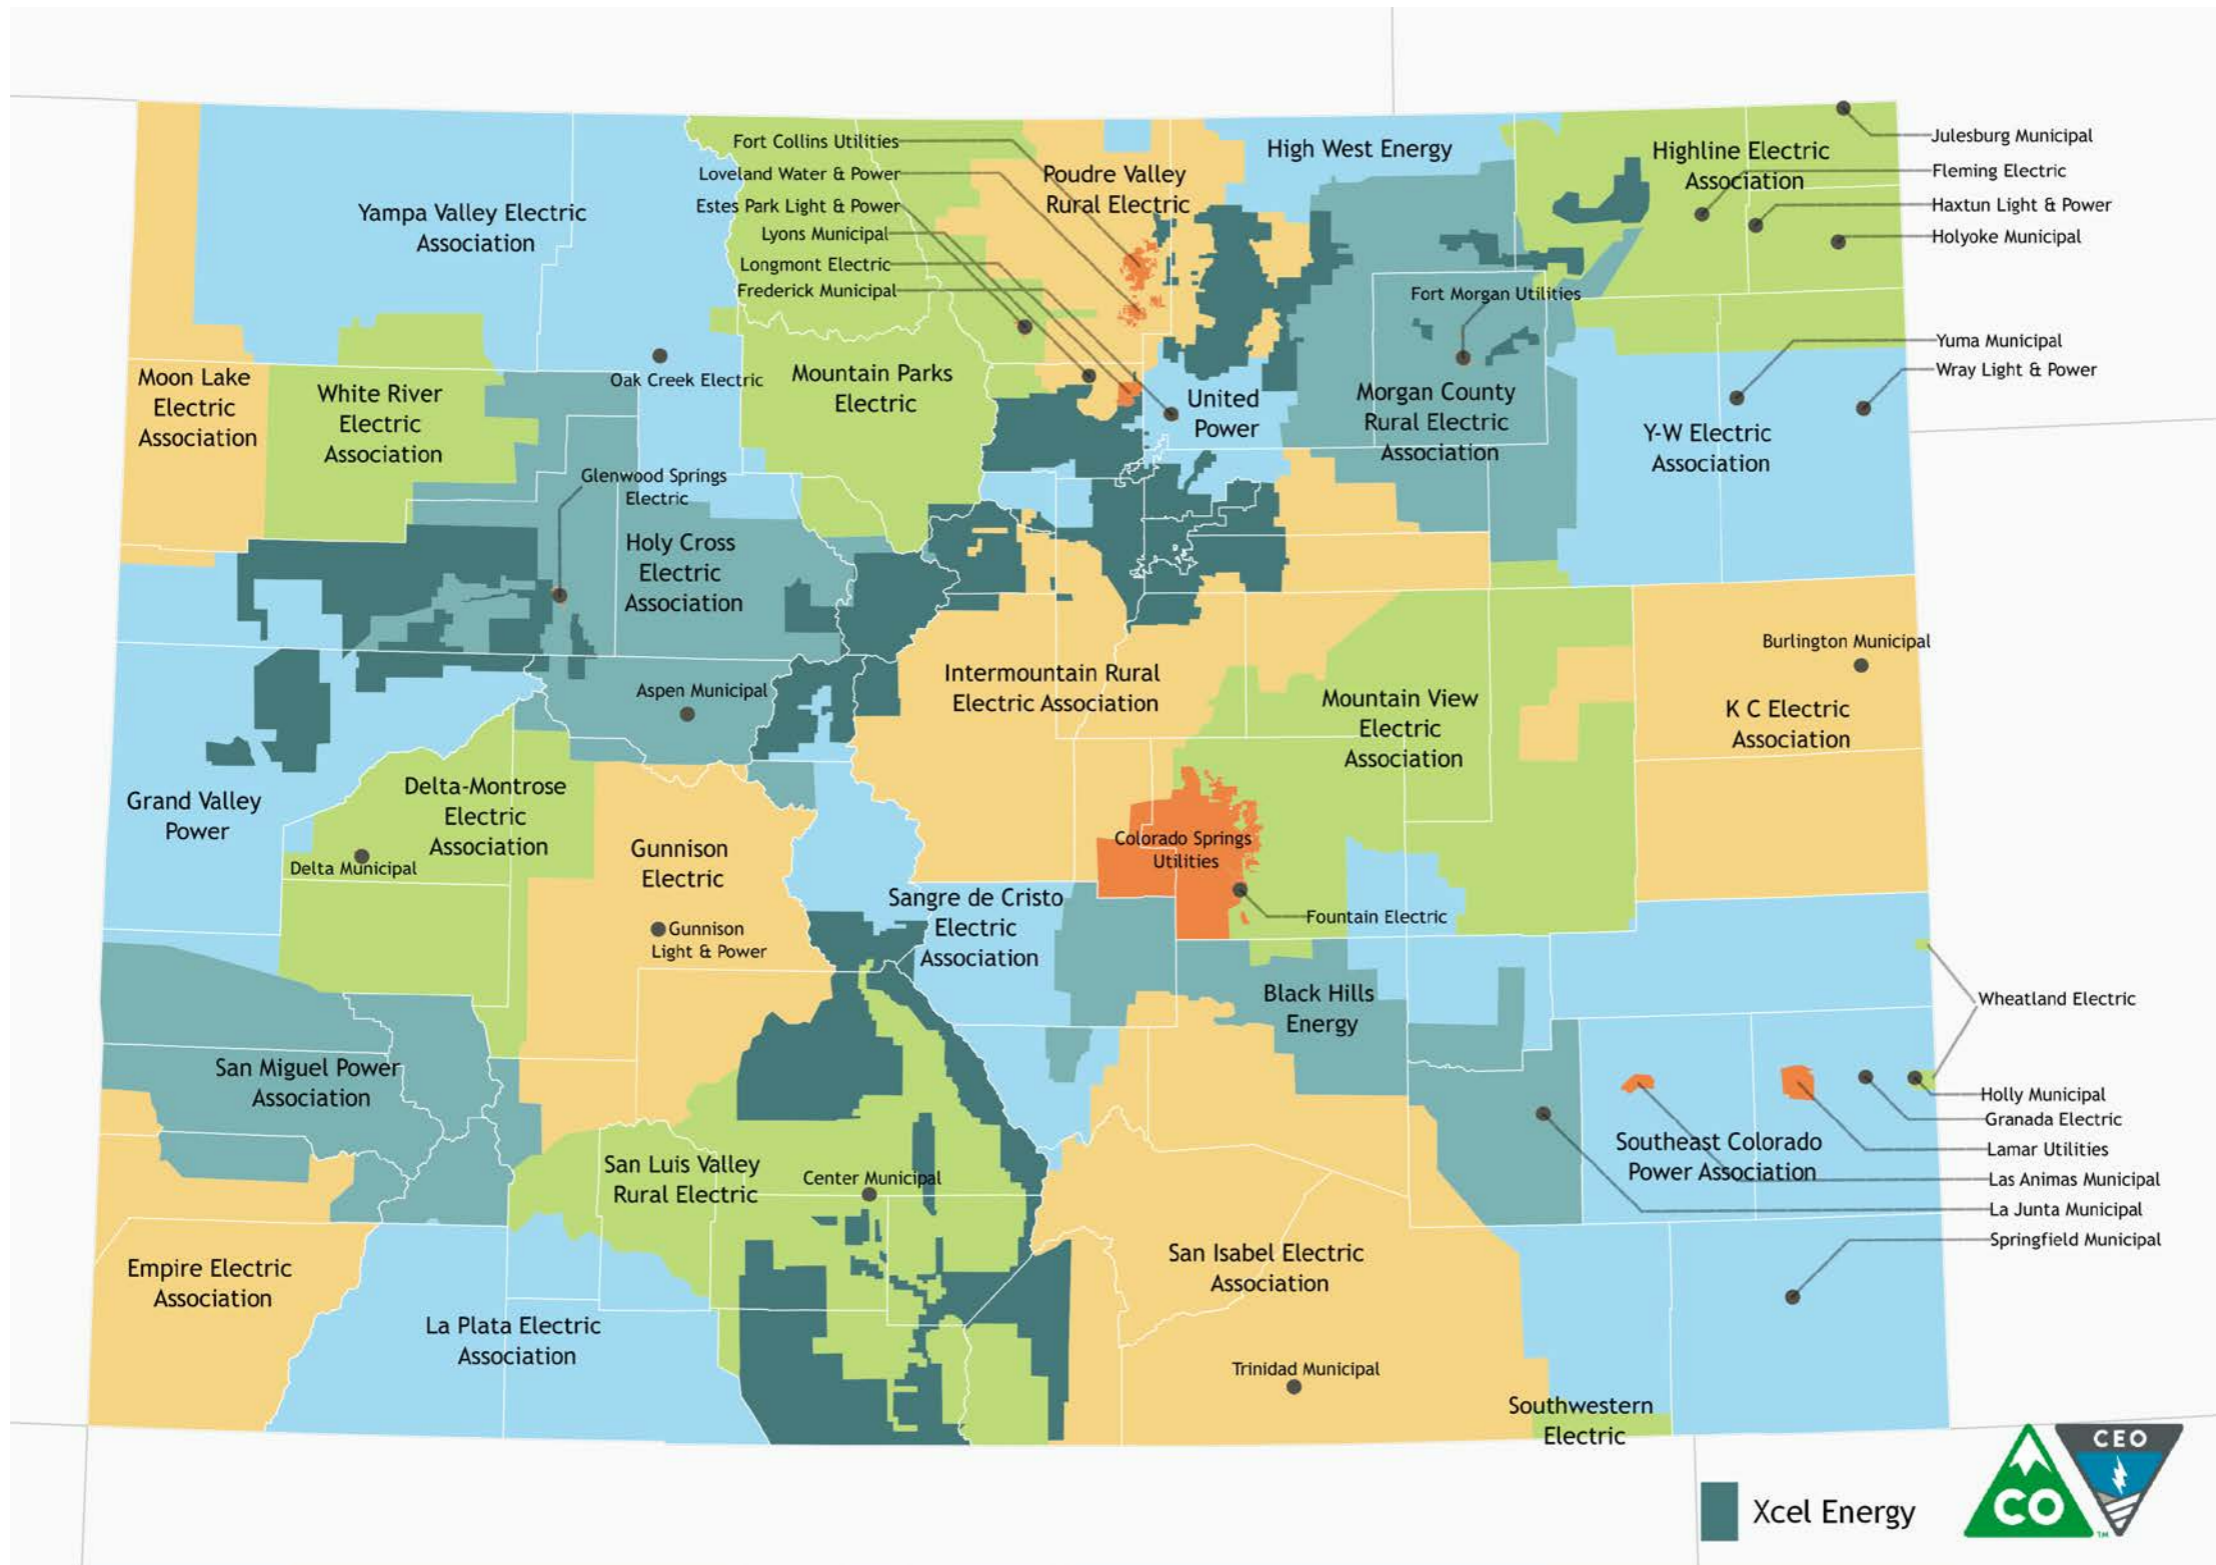 Fort Collins Utilities
Loveland Water & Power
Estes Park Light & Power
Lyons Municipal
Longmont Electric
Frederick Municipal
Poudre Valley
Rural Electric
High West Energy
Highline Electric
Association
Julesburg Municipal
Fleming Electric
Haxtun Light & Power
Holyoke Municipal
Yampa Valley Electric
Association
Fort Morgan Utilities
Yuma Municipal
Wray Light & Power
Moon Lake
Electric
Association
White River
Electric
Association
Oak Creek Electric
Mountain Parks
Electric
United
Power
Morgan County
Rural Electric
Association
Y-W Electric
Association
Glenwood Springs
Electric
Holy Cross
Electric
Association
Burlington Municipal
K C Electric
Association
Intermountain Rural
Electric Association
Aspen Municipal
Mountain View
Electric
Association
Grand Valley
Power
Delta-Montrose
Electric
Association
Delta Municipal
Gunnison
Electric
Gunnison
Light & Power
Colorado Springs
Utilities
Fountain Electric
Sangre de Cristo
Electric
Association
Black Hills
Energy
Wheatland Electric
San Miguel Power
Association
Holly Municipal
Granada Electric
Lamar Utilities
Las Animas Municipal
La Junta Municipal
Springfield Municipal
Southeast Colorado
Power Association
San Luis Valley
Rural Electric
Center Municipal
Empire Electric
Association
San Isabel Electric
Association
La Plata Electric
Association
Trinidad Municipal
Southwestern
Electric
Xcel Energy
CO
TM
CEO